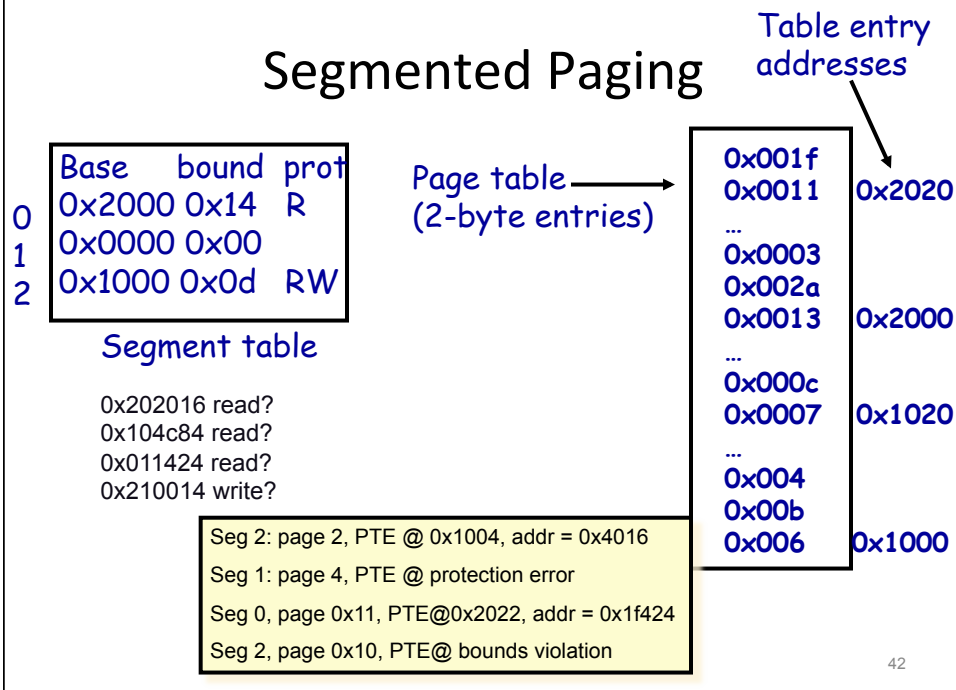 Segmented Paging
Table entry
addresses
Base bound prot
0 0x2000 0x14 R
1 0x0000 0x00
2 0x1000 0x0d RW
Segment table
Page table
(2-byte entries)
0x001f
0x0011 0x2020
...
0x0003
0x002a
0x0013 0x2000
...
0x000c
0x0007 0x1020
...
0x004
0x00b
0x006 0x1000
0x202016 read?
0x104c84 read?
0x011424 read?
0x210014 write?
Seg 2: page 2, PTE @ 0x1004, addr = 0x4016
Seg 1: page 4, PTE @ protection error
Seg 0, page 0x11, PTE@0x2022, addr = 0x1f424
Seg 2, page 0x10, PTE@ bounds violation
42